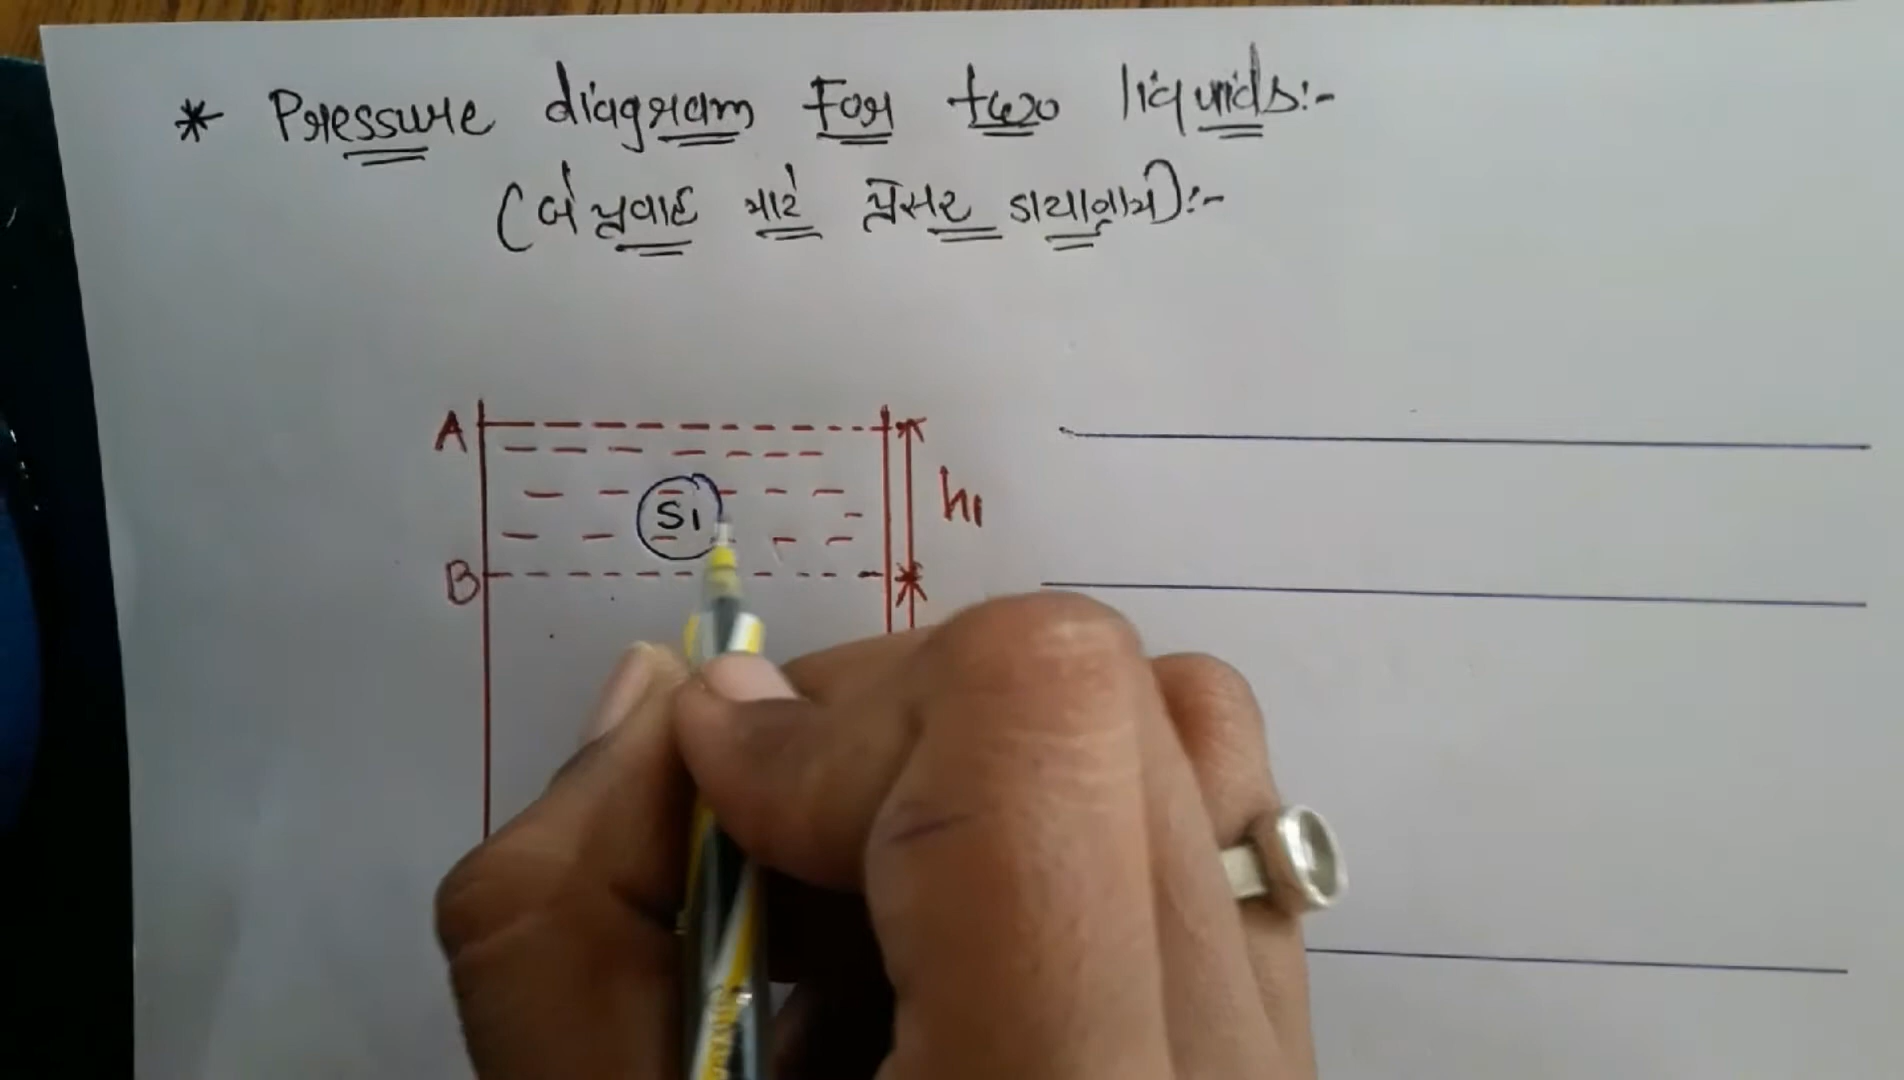 * Pressure diagram For two liquids:-
(બે પ્રવાહ માટે પ્રેસર ડાયાગ્રામ):-
A
S1
h1
B